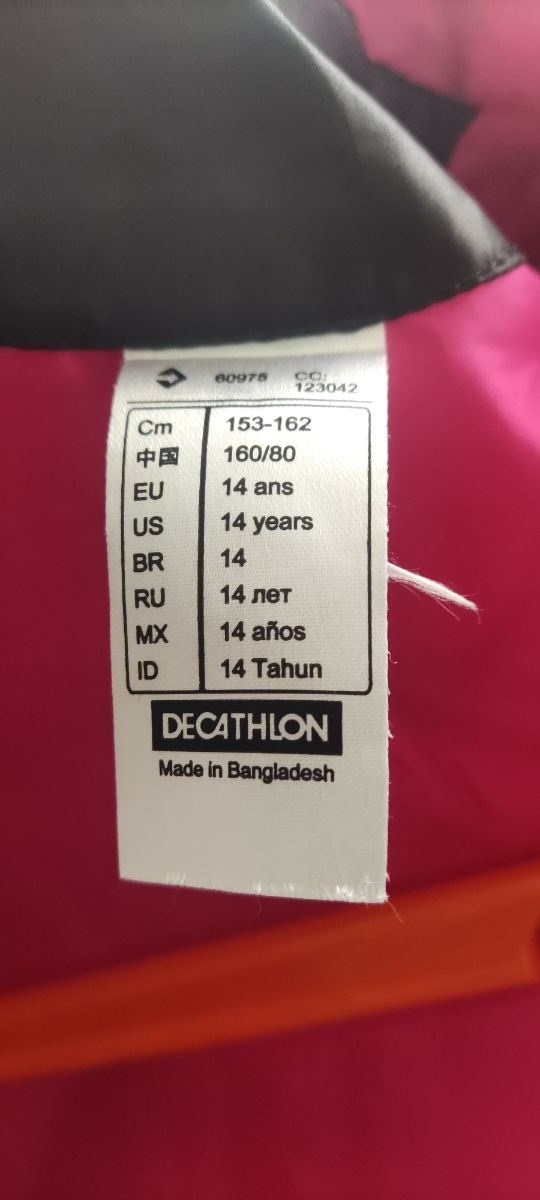 60975 CC:
123042
Cm 153-162
中国 160/80
EU 14 ans
US 14 years
BR 14
RU 14 лет
MX 14 años
ID 14 Tahun
DECATHLON
Made in Bangladesh